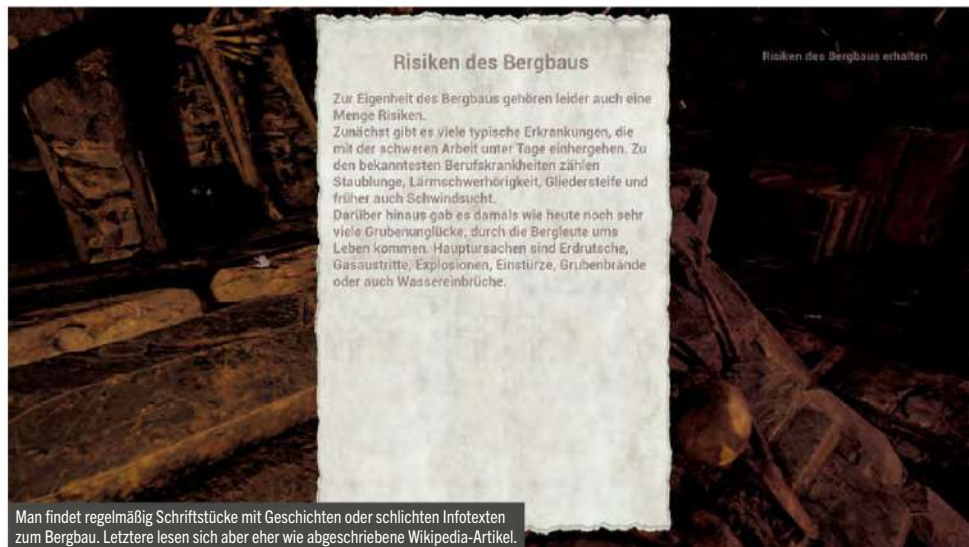 Risiken des Bergbaus
Risiken des Bergbaus erhalten
Zur Eigenheit des Bergbaus gehören leider auch eine
Menge Risiken.
Zunächst gibt es viele typische Erkrankungen, die
mit der schweren Arbeit unter Tage einhergehen. Zu
den bekanntesten Berufskrankheiten zählen
Staublunge, Lärmschwerhörigkeit, Gliedersteife und
früher auch Schwindsucht.
Darüber hinaus gab es damals wie heute noch sehr
viele Grubenunglücke, durch die Bergleute ums
Leben kommen. Hauptursachen sind Erdrutsche,
Gasaustritte, Explosionen, Einstürze, Grubenbrände
oder auch Wassereinbrüche.
Man findet regelmäßig Schriftstücke mit Geschichten oder schlichten Infotexten
zum Bergbau. Letztere lesen sich aber eher wie abgeschriebene Wikipedia-Artikel.